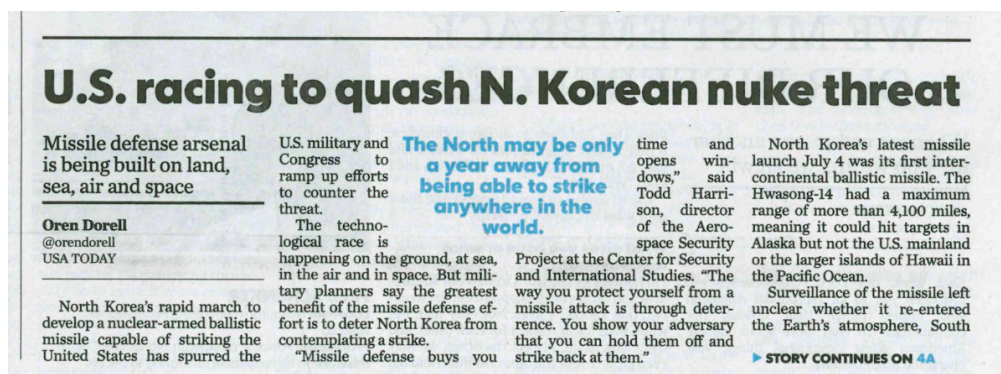 U.S. racing to quash N. Korean nuke threat
Missile defense arsenal
is being built on land,
sea, air and space
Oren Dorell
@orendorell
USA TODAY
North Korea's rapid march to
develop a nuclear-armed ballistic
missile capable of striking the
United States has spurred the
U.S. military and
Congress to
ramp up efforts
to counter the
threat.
The techno-
logical race is
happening on the ground, at sea,
in the air and in space. But mili-
tary planners say the greatest
benefit of the missile defense ef-
fort is to deter North Korea from
contemplating a strike.
"Missile defense buys you
The North may be only
a year away from
being able to strike
anywhere in the
world.
time and
opens win-
dows," said
Todd Harri-
son, director
of the Aero-
space Security
Project at the Center for Security
and International Studies. "The
way you protect yourself from a
missile attack is through deter-
rence. You show your adversary
that you can hold them off and
strike back at them."
North Korea's latest missile
launch July 4 was its first inter-
continental ballistic missile. The
Hwasong-14 had a maximum
range of more than 4,100 miles,
meaning it could hit targets in
Alaska but not the U.S. mainland
or the larger islands of Hawaii in
the Pacific Ocean.
Surveillance of the missile left
unclear whether it re-entered
the Earth's atmosphere, South
▶ STORY CONTINUES ON 4A